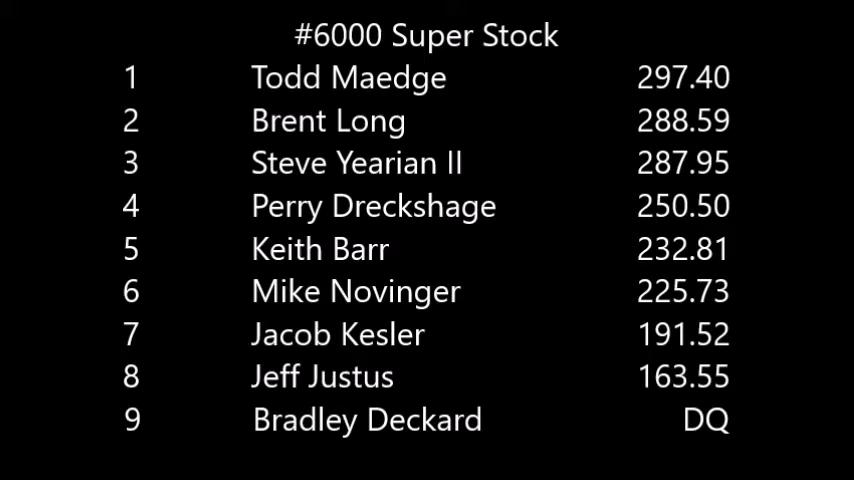 #6000 Super Stock
1 Todd Maedge 297.40
2 Brent Long 288.59
3 Steve Yearian ll 287.95
4 Perry Dreckshage 250.50
5 Keith Barr 232.81
6 Mike Novinger 225.73
7 Jacob Kesler 191.52
8 Jeff Justus 163.55
9 Bradley Deckard DQ